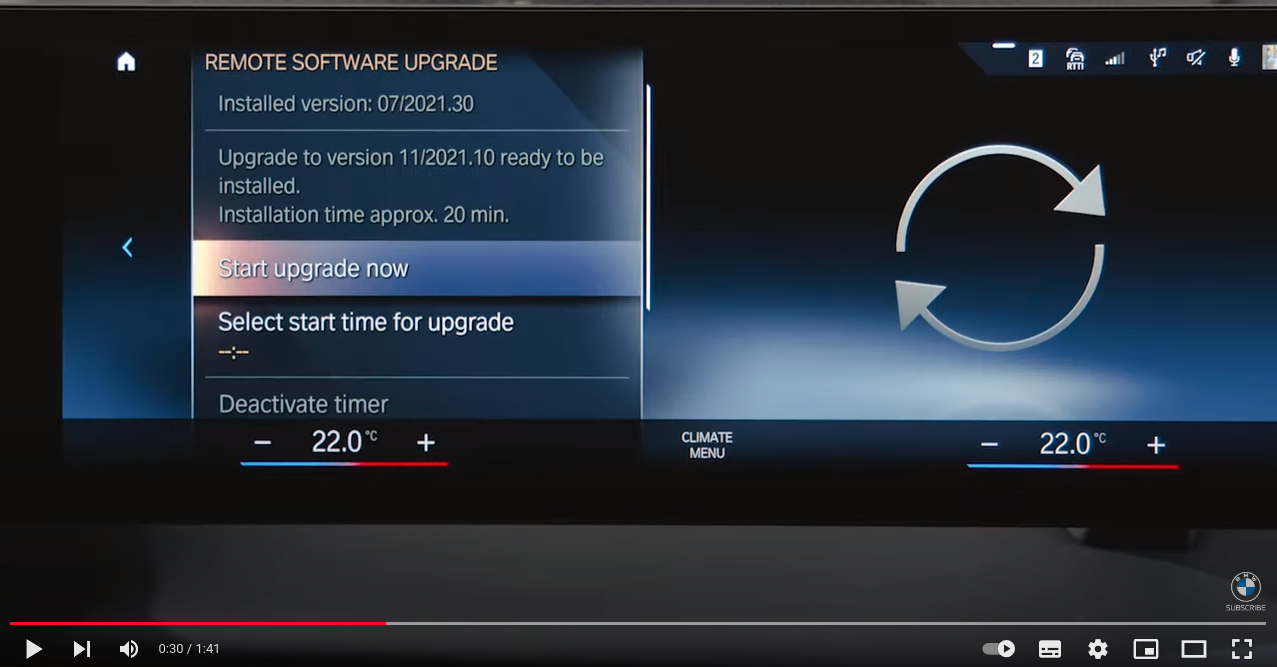 REMOTE SOFTWARE UPGRADE
2
RTTI
Installed version: 07/2021.30
Upgrade to version 11/2021.10 ready to be
installed.
Installation time approx. 20 min.
Start upgrade now
Select start time for upgrade
--:--
Deactivate timer
22.0°C
CLIMATE
MENU
22.0°C
BMW
SUBSCRIBE
0:30 / 1:41